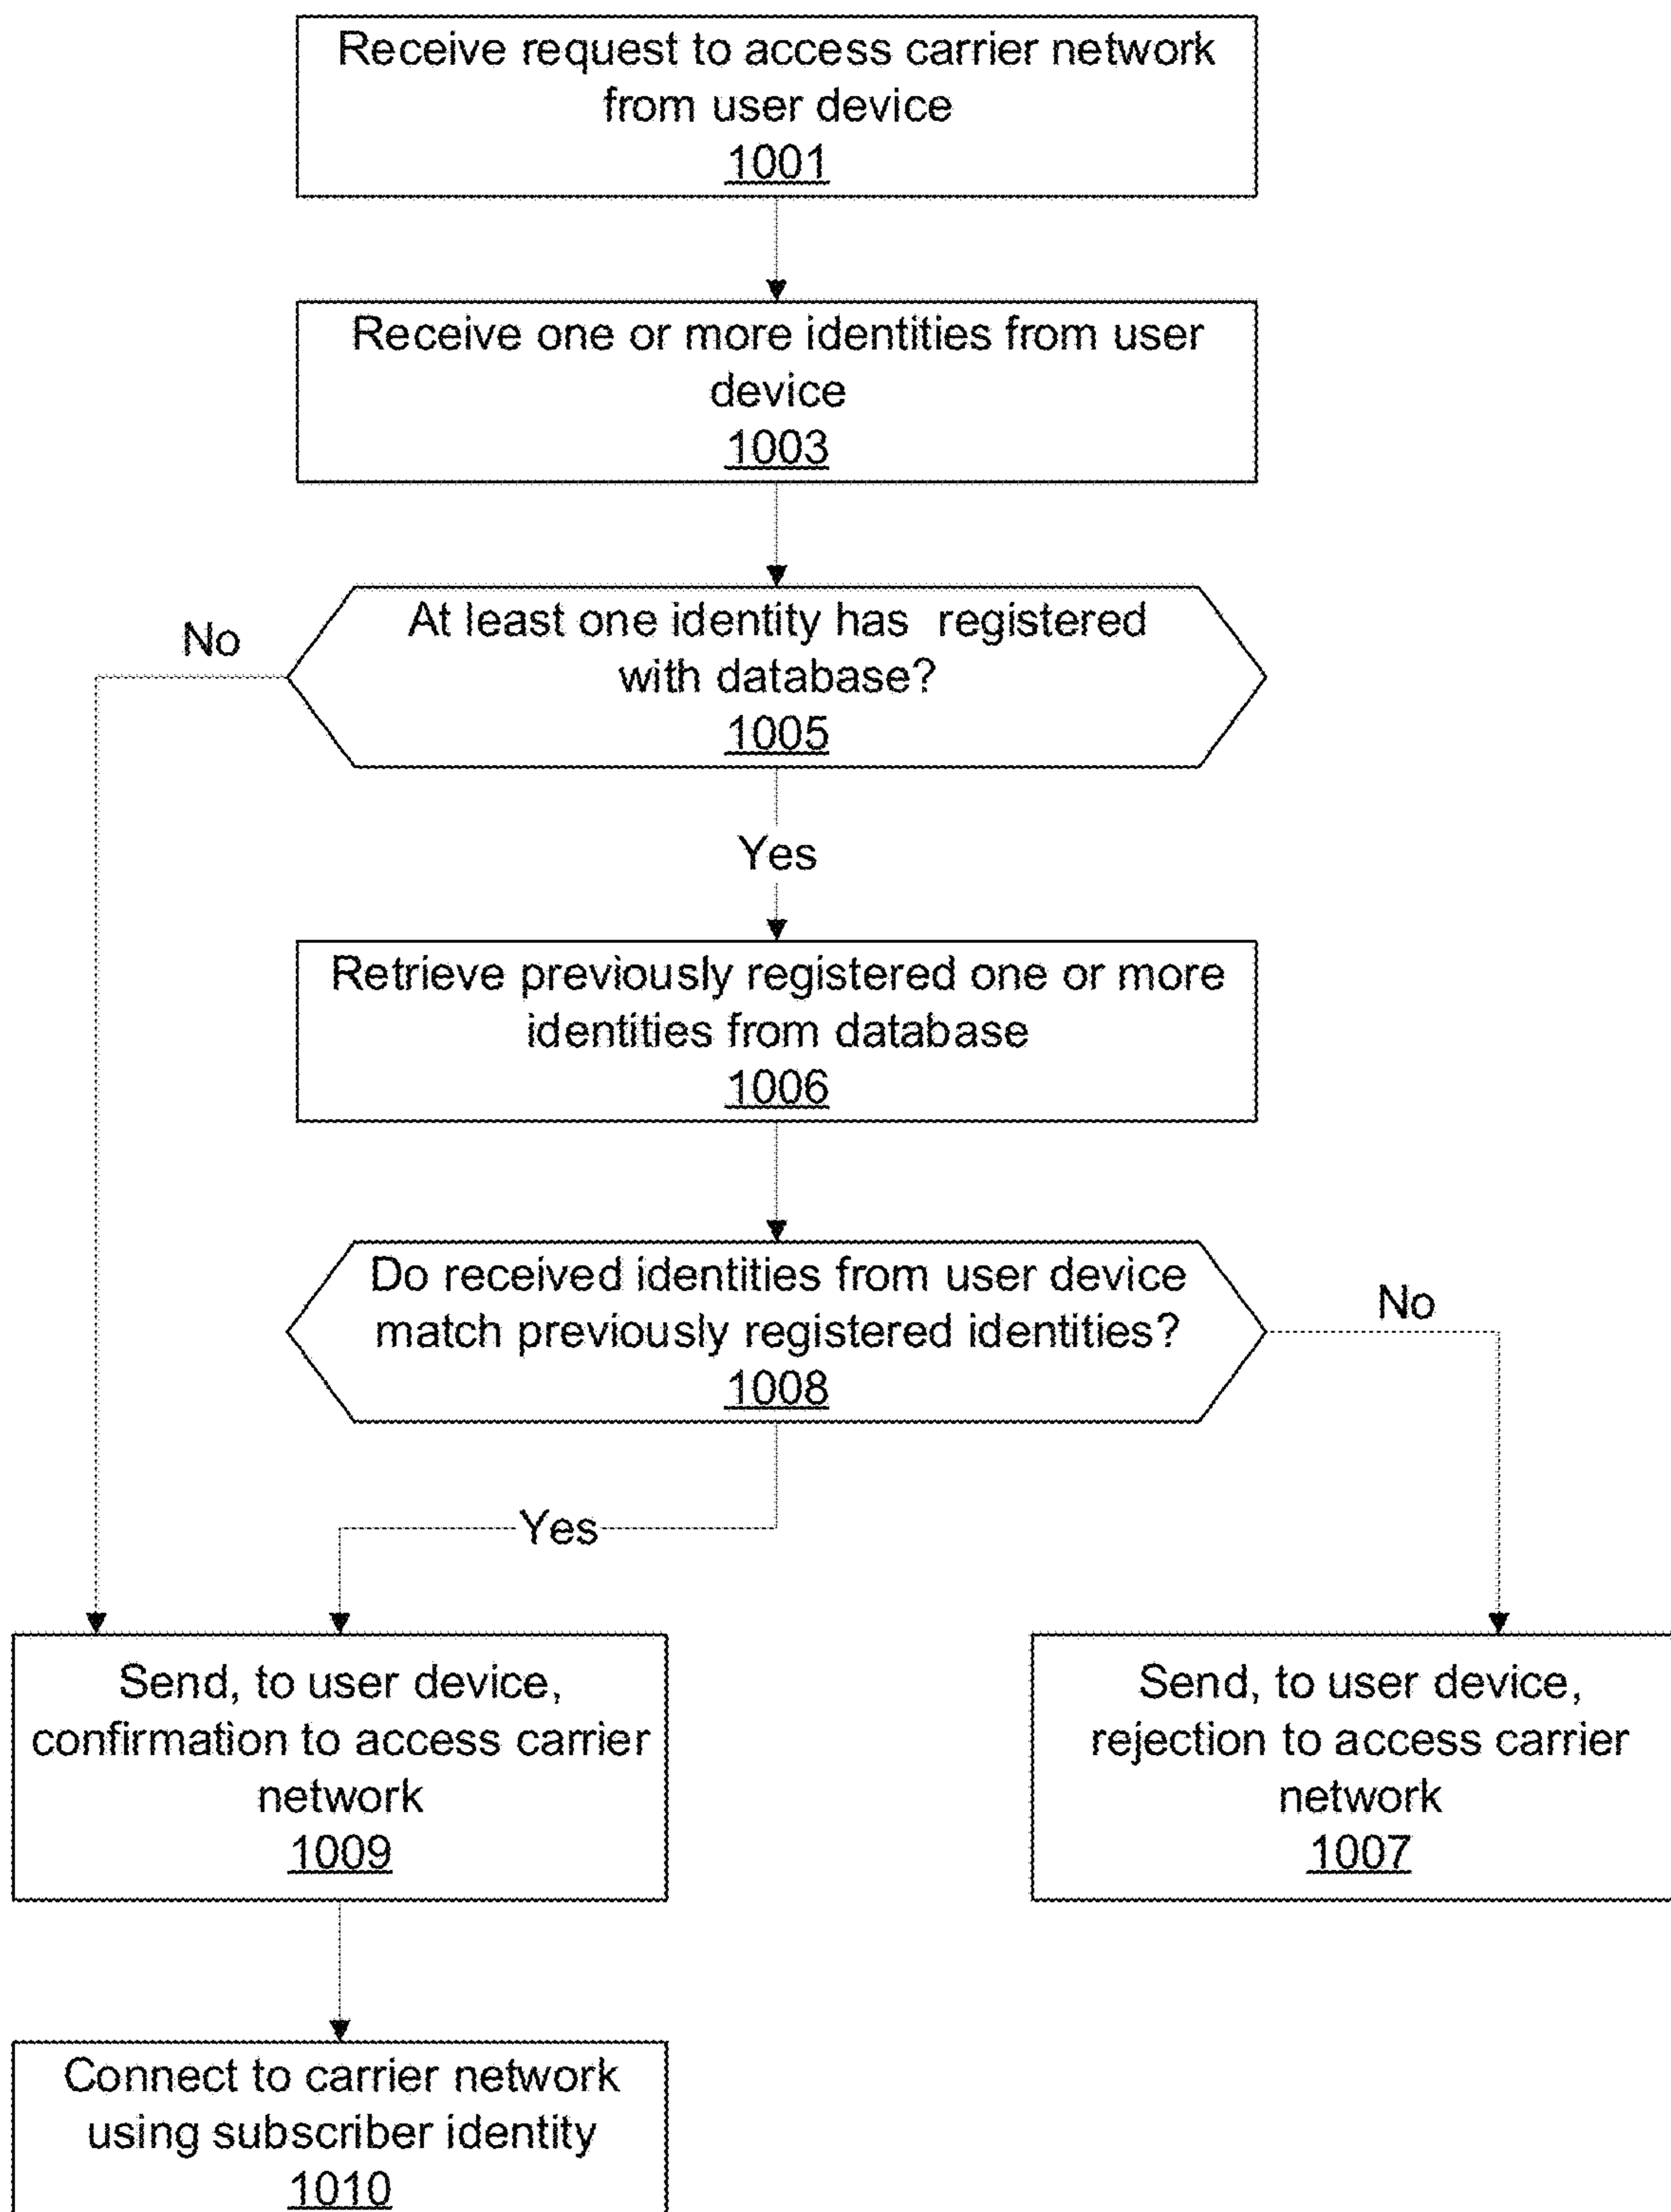 Receive request to access carrier network
from user device
1001
Receive one or more identities from user
device
1003
At least one identity has registered
with database?
1005
No
Yes
Retrieve previously registered one or more
identities from database
1006
Do received identities from user device
match previously registered identities?
1008
No
Yes
Send, to user device,
confirmation to access carrier
network
1009
Send, to user device,
rejection to access carrier
network
1007
Connect to carrier network
using subscriber identity
1010